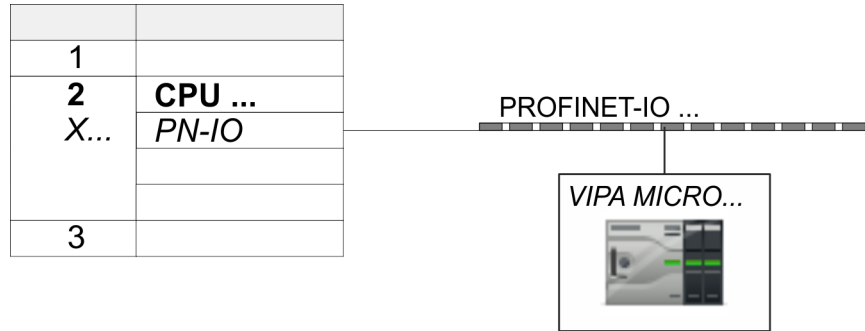 1
2 CPU ...
X... PN-IO
3
PROFINET-IO ...
VIPA MICRO...